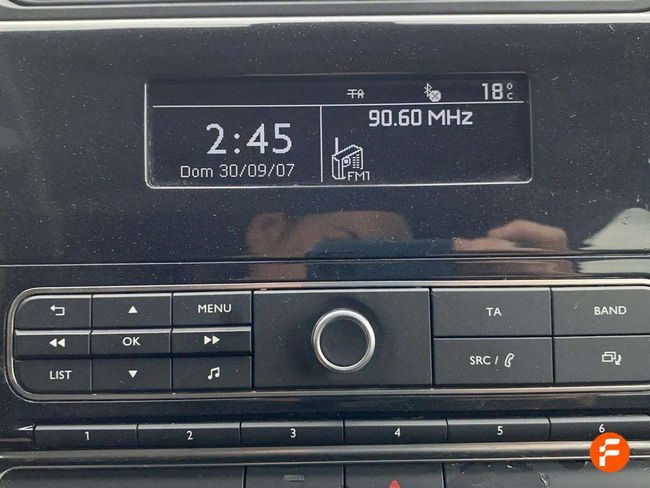 TA 18°C
2:45 90.60 MHz
Dom 30/09/07 FM1
MENU TA BAND
OK
SRC /
LIST
1 2 3 4 5 6